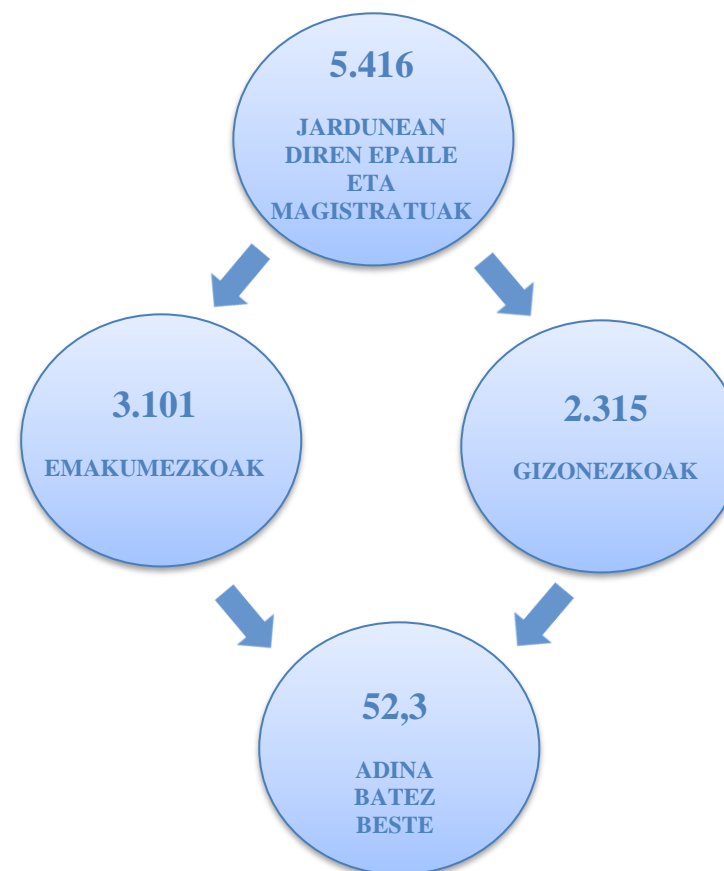 5.416
JARDUNEAN
DIREN EPAILE
ETA
MAGISTRATUAK
3.101
EMAKUMEZKOAK
2.315
GIZONEZKOAK
52,3
ADINA
BATEZ
BESTE